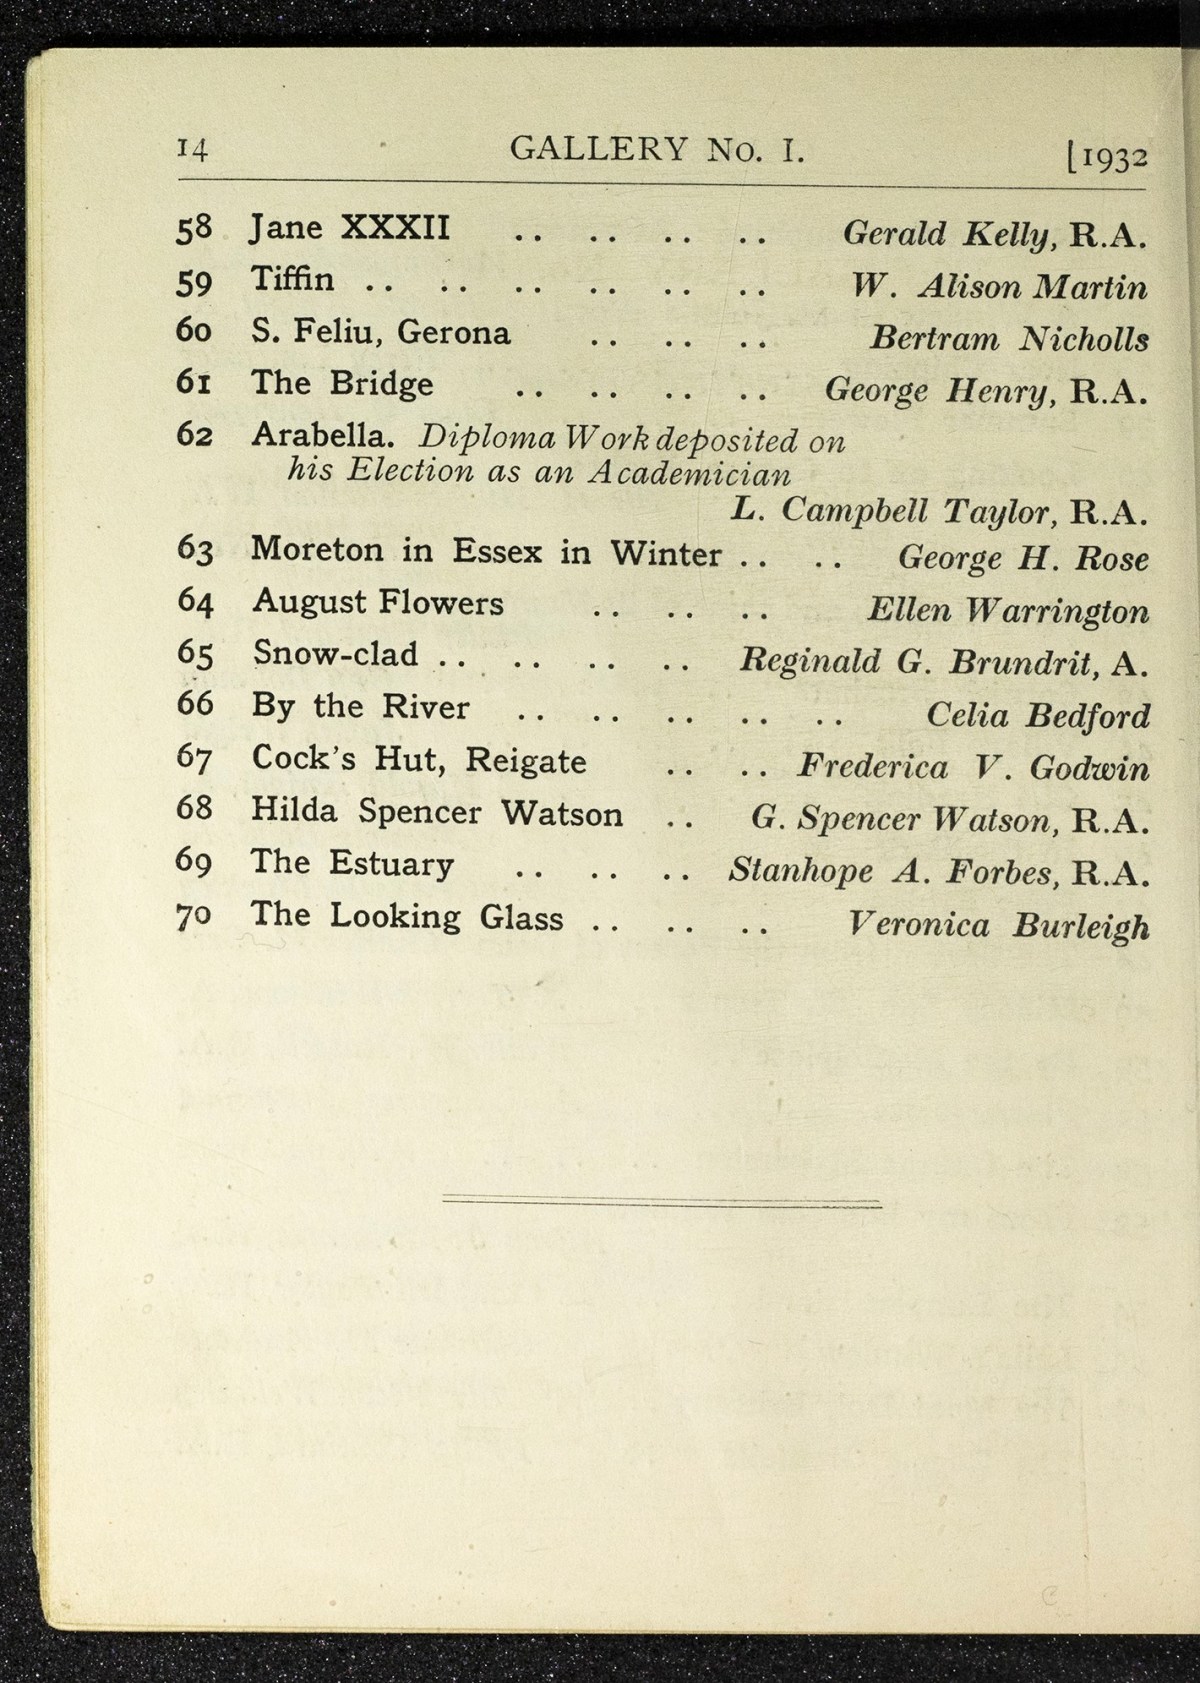 14 GALLERY No. I. [1932
58 Jane XXXII .. .. .. .. Gerald Kelly, R.A.
59 Tiffin .. .. .. .. .. .. W. Alison Martin
60 S. Feliu, Gerona .. .. .. Bertram Nicholls
61 The Bridge .. .. .. .. George Henry, R.A.
62 Arabella. Diploma Work deposited on
his Election as an Academician
L. Campbell Taylor, R.A.
63 Moreton in Essex in Winter .. .. George H. Rose
64 August Flowers .. .. .. Ellen Warrington
65 Snow-clad .. .. .. .. Reginald G. Brundrit, A.
66 By the River .. .. .. .. .. Celia Bedford
67 Cock's Hut, Reigate .. .. Frederica V. Godwin
68 Hilda Spencer Watson .. G. Spencer Watson, R.A.
69 The Estuary .. .. .. Stanhope A. Forbes, R.A.
70 The Looking Glass .. .. .. Veronica Burleigh